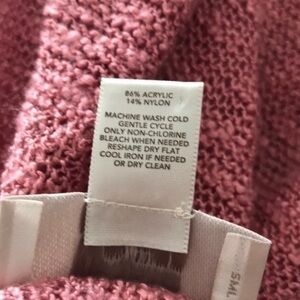 86% ACRYLIC
14% NYLON
MACHINE WASH COLD
GENTLE CYCLE
ONLY NON-CHLORINE
BLEACH WHEN NEEDED
RESHAPE DRY FLAT
COOL IRON IF NEEDED
OR DRY CLEAN